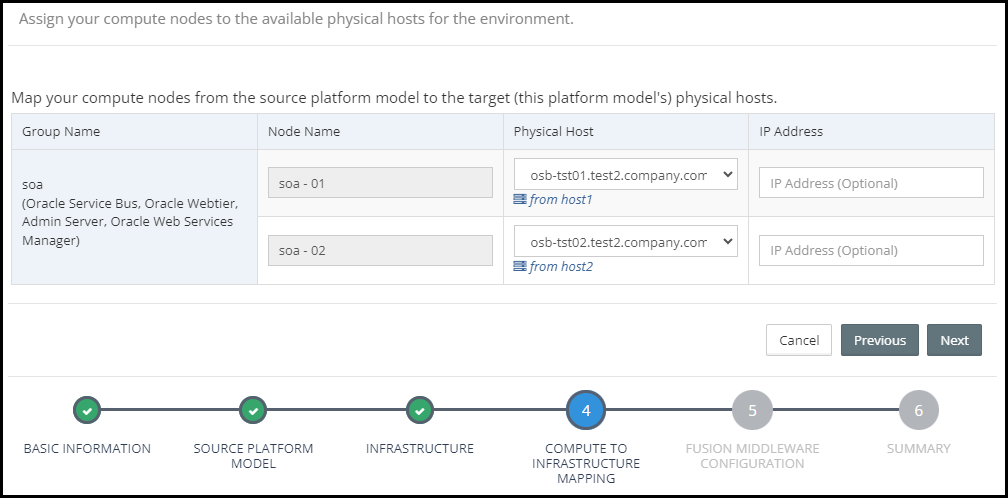 Assign your compute nodes to the available physical hosts for the environment.
Map your compute nodes from the source platform model to the target (this platform model's) physical hosts.
Group Name
Node Name
Physical Host
IP Address
soa
(Oracle Service Bus, Oracle Webtier,
Admin Server, Oracle Web Services
Manager)
soa - 01
osb-tst01.test2.company.com
from host1
IP Address (Optional)
soa - 02
osb-tst02.test2.company.com
from host2
IP Address (Optional)
Cancel
Previous
Next
4
5
6
BASIC INFORMATION
SOURCE PLATFORM
MODEL
INFRASTRUCTURE
COMPUTE TO
INFRASTRUCTURE
MAPPING
FUSION MIDDLEWARE
CONFIGURATION
SUMMARY